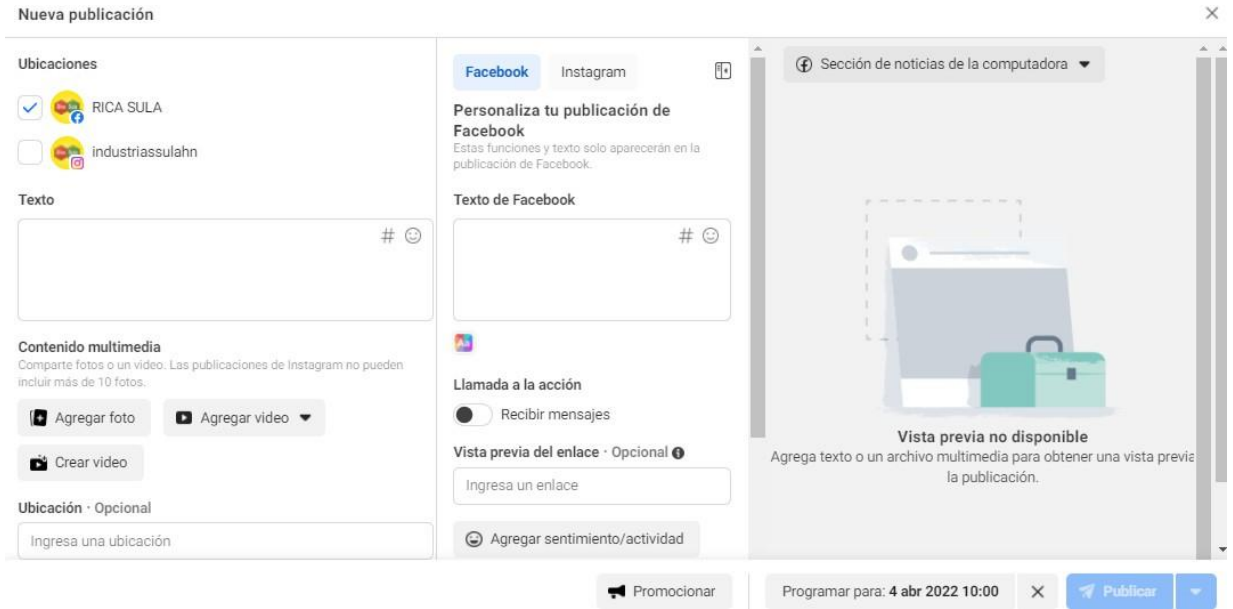 Nueva publicación
Ubicaciones
RICA SULA
industriassulahn
Texto
#
Contenido multimedia
Comparte fotos o un video. Las publicaciones de Instagram no pueden
incluir más de 10 fotos.
Agregar foto
Agregar video
Crear video
Ubicación · Opcional
Ingresa una ubicación
Facebook Instagram
Personaliza tu publicación de
Facebook
Estas funciones y texto solo aparecerán en la
publicación de Facebook.
Texto de Facebook
#
Llamada a la acción
Recibir mensajes
Vista previa del enlace · Opcional
Ingresa un enlace
Agregar sentimiento/actividad
Sección de noticias de la computadora
Vista previa no disponible
Agrega texto o un archivo multimedia para obtener una vista previa
la publicación.
Promocionar
Programar para: 4 abr 2022 10:00
Publicar